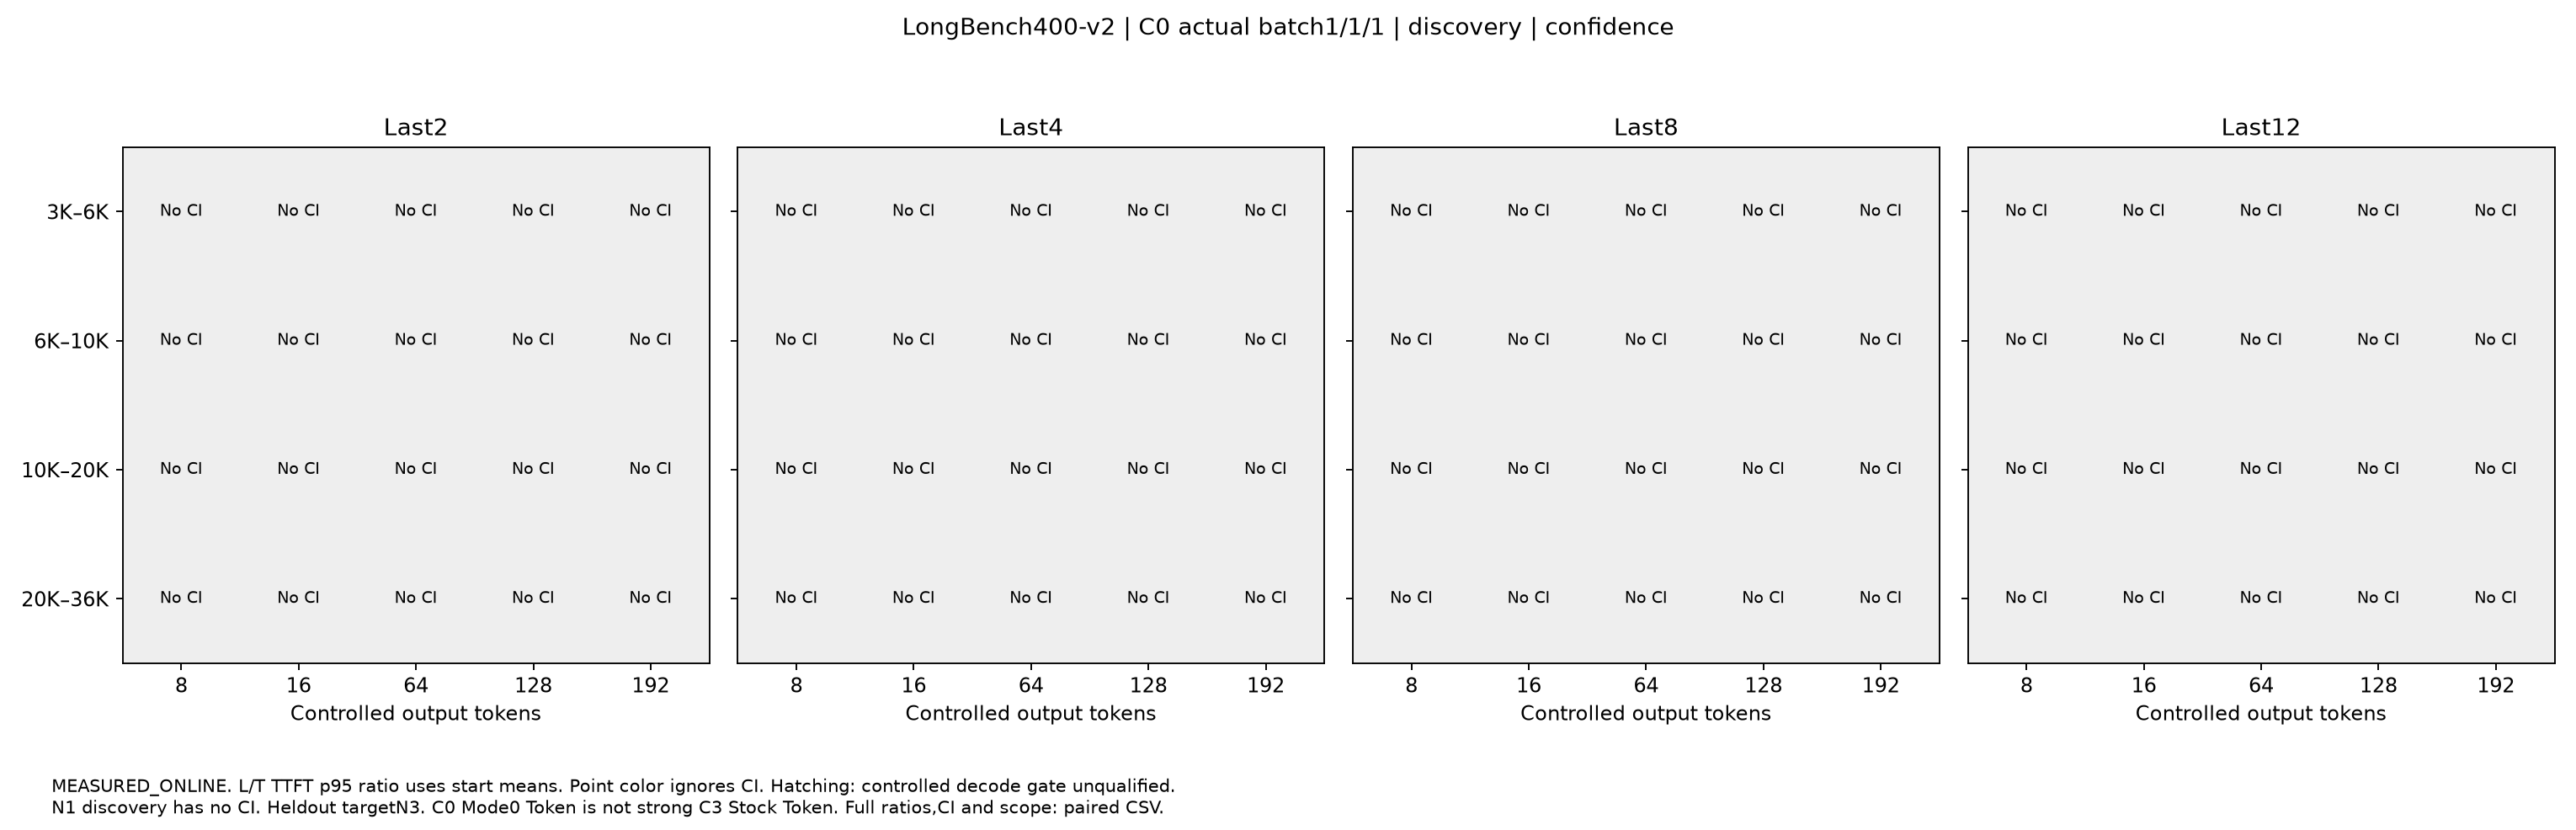 LongBench400-v2 | C0 actual batch1/1/1 | discovery | confidence
Last2 Last4 Last8 Last12
3K–6K No CI No CI No CI No CI No CI No CI No CI No CI No CI No CI No CI No CI No CI No CI No CI No CI No CI No CI No CI No CI
6K–10K No CI No CI No CI No CI No CI No CI No CI No CI No CI No CI No CI No CI No CI No CI No CI No CI No CI No CI No CI No CI
10K–20K No CI No CI No CI No CI No CI No CI No CI No CI No CI No CI No CI No CI No CI No CI No CI No CI No CI No CI No CI No CI
20K–36K No CI No CI No CI No CI No CI No CI No CI No CI No CI No CI No CI No CI No CI No CI No CI No CI No CI No CI No CI No CI
8 16 64 128 192 8 16 64 128 192 8 16 64 128 192 8 16 64 128 192
Controlled output tokens Controlled output tokens Controlled output tokens Controlled output tokens
MEASURED_ONLINE. L/T TTFT p95 ratio uses start means. Point color ignores CI. Hatching: controlled decode gate unqualified.
N1 discovery has no CI. Heldout targetN3. C0 Mode0 Token is not strong C3 Stock Token. Full ratios,CI and scope: paired CSV.